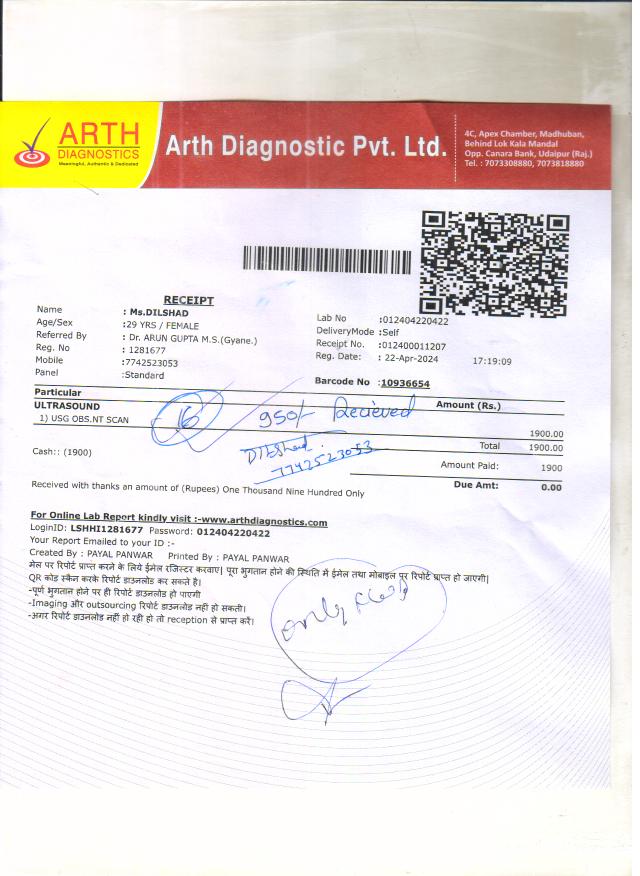 ARTH
DIAGNOSTICS
Meaningful, Authentic & Dedicated
Arth Diagnostic Pvt. Ltd.
4C, Apex Chamber, Madhuban,
Behind Lok Kala Mandal
Opp. Canara Bank, Udaipur (Raj.)
Tel. : 7073308880, 7073818880
RECEIPT
Name : Ms.DILSHAD
Age/Sex :29 YRS / FEMALE
Referred By : Dr. ARUN GUPTA M.S.(Gyane.)
Reg. No : 1281677
Mobile :7742523053
Panel :Standard
Lab No :012404220422
DeliveryMode :Self
Receipt No. :012400011207
Reg. Date: : 22-Apr-2024 17:19:09
Barcode No :10936654
Particular Amount (Rs.)
ULTRASOUND
1) USG OBS.NT SCAN 1900.00
16 950/- Recieved
Total 1900.00
Cash:: (1900)
DILshad.
7742523053
Amount Paid: 1900
Due Amt: 0.00
Received with thanks an amount of (Rupees) One Thousand Nine Hundred Only
For Online Lab Report kindly visit :-www.arthdiagnostics.com
LoginID: LSHHI1281677 Password: 012404220422
Your Report Emailed to your ID :-
Created By : PAYAL PANWAR Printed By : PAYAL PANWAR
मेल पर रिपोर्ट प्राप्त करने के लिये ईमेल रजिस्टर करवाए। पूरा भुगतान होने की स्थिति में ईमेल तथा मोबाइल पर रिपोर्ट प्राप्त हो जाएगी।
QR कोड स्कैन करके रिपोर्ट डाउनलोड कर सकते है।
-पूर्ण भुगतान होने पर ही रिपोर्ट डाउनलोड हो पाएगी
-Imaging और outsourcing रिपोर्ट डाउनलोड नहीं हो सकती।
-अगर रिपोर्ट डाउनलोड नहीं हो रही हो तो reception से प्राप्त करें।
only